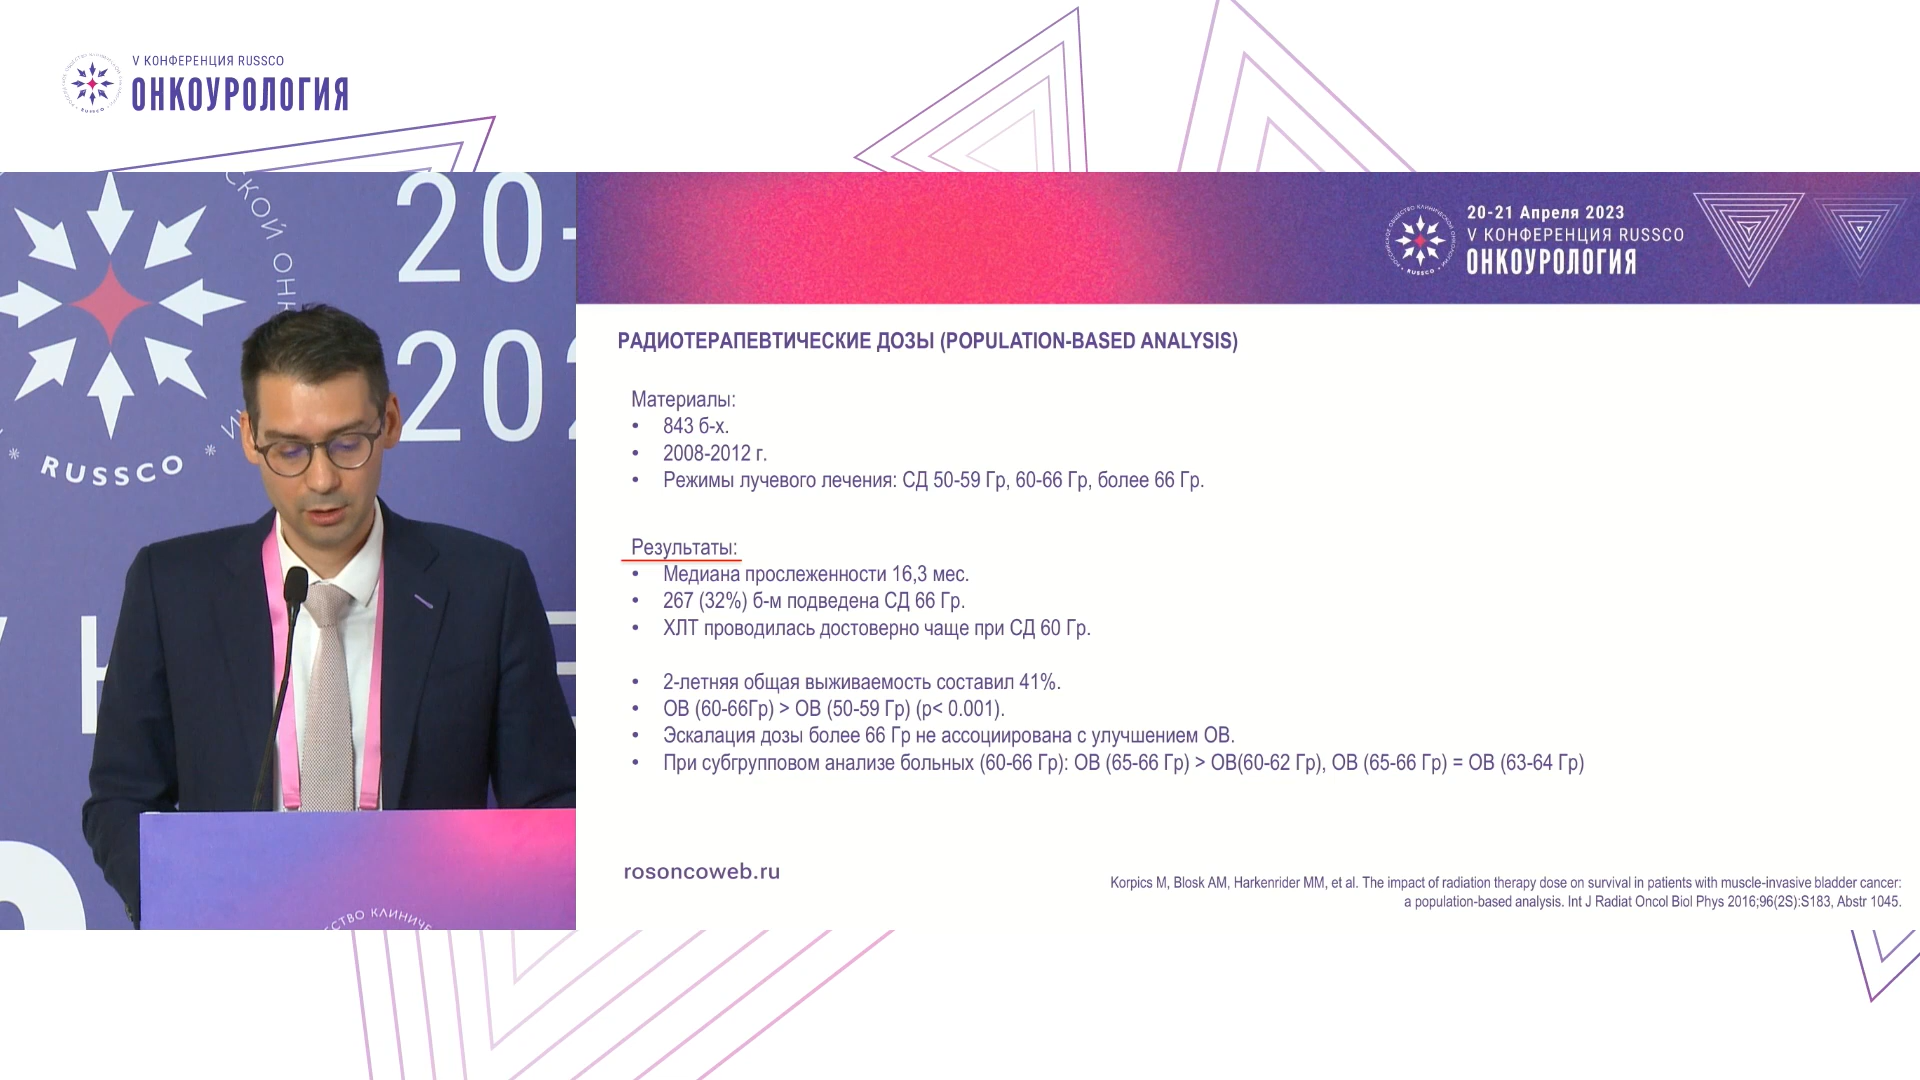 V КОНФЕРЕНЦИЯ RUSSCO
ОНКОУРОЛОГИЯ
20-
202
RUSSCO
20-21 Апреля 2023
V КОНФЕРЕНЦИЯ RUSSCO
ОНКОУРОЛОГИЯ
РАДИОТЕРАПЕВТИЧЕСКИЕ ДОЗЫ (POPULATION-BASED ANALYSIS)
Материалы:
• 843 б-х.
• 2008-2012 г.
• Режимы лучевого лечения: СД 50-59 Гр, 60-66 Гр, более 66 Гр.
Результаты:
• Медиана прослеженности 16,3 мес.
• 267 (32%) б-м подведена СД 66 Гр.
• ХЛТ проводилась достоверно чаще при СД 60 Гр.
• 2-летняя общая выживаемость составил 41%.
• ОВ (60-66Гр) > ОВ (50-59 Гр) (p< 0.001).
• Эскалация дозы более 66 Гр не ассоциирована с улучшением ОВ.
• При субгрупповом анализе больных (60-66 Гр): ОВ (65-66 Гр) > ОВ(60-62 Гр), ОВ (65-66 Гр) = ОВ (63-64 Гр)
rosoncoweb.ru
Korpics M, Blosk AM, Harkenrider MM, et al. The impact of radiation therapy dose on survival in patients with muscle-invasive bladder cancer:
a population-based analysis. Int J Radiat Oncol Biol Phys 2016;96(2S):S183, Abstr 1045.